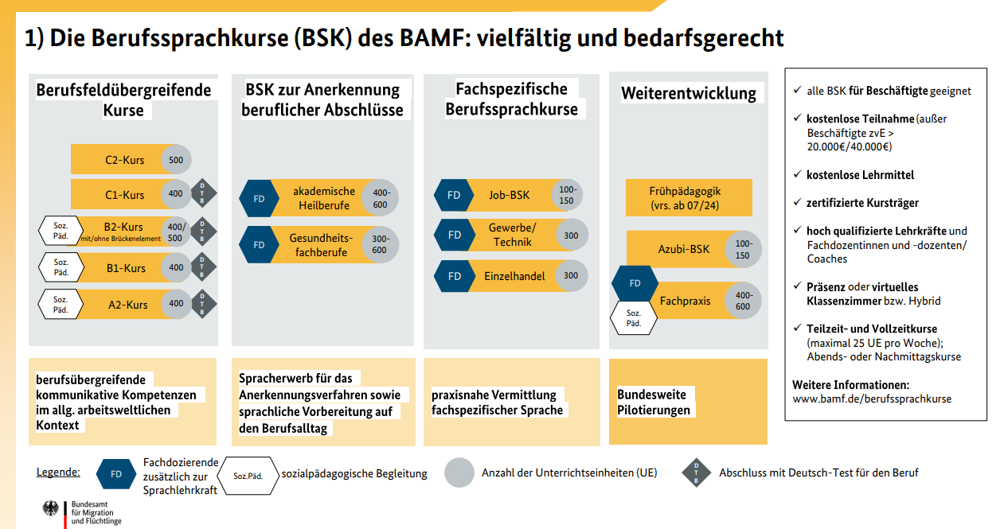 1) Die Berufssprachkurse (BSK) des BAMF: vielfältig und bedarfsgerecht
Berufsfeldübergreifende
Kurse
C2-Kurs
500
C1-Kurs
400
D
T
B
Soz.
Päd.
B2-Kurs
mit/ohne Brückenelement
400/
500
D
T
B
Soz.
Päd.
B1-Kurs
400
D
T
B
Soz.
Päd.
A2-Kurs
400
D
T
B
berufsübergreifende
kommunikative Kompetenzen
im allg. arbeitsweltlichen
Kontext
BSK zur Anerkennung
beruflicher Abschlüsse
FD
akademische
Heilberufe
400-
600
FD
Gesundheits-
fachberufe
300-
600
Spracherwerb für das
Anerkennungsverfahren sowie
sprachliche Vorbereitung auf
den Berufsalltag
Fachspezifische
Berufssprachkurse
FD
Job-BSK
100-
150
FD
Gewerbe/
Technik
300
FD
Einzelhandel
300
praxisnahe Vermittlung
fachspezifischer Sprache
Weiterentwicklung
Frühpädagogik
(vrs. ab 07/24)
Azubi-BSK
100-
150
FD
Soz.
Päd.
Fachpraxis
400-
600
Bundesweite
Pilotierungen
✓ alle BSK für Beschäftigte geeignet
✓ kostenlose Teilnahme (außer
Beschäftigte zvE >
20.000€/40.000€)
✓ kostenlose Lehrmittel
✓ zertifizierte Kursträger
✓ hoch qualifizierte Lehrkräfte und
Fachdozentinnen und -dozenten/
Coaches
✓ Präsenz oder virtuelles
Klassenzimmer bzw. Hybrid
✓ Teilzeit- und Vollzeitkurse
(maximal 25 UE pro Woche);
Abends- oder Nachmittagskurse
Weitere Informationen:
www.bamf.de/berufssprachkurse
Legende:
FD
Fachdozierende
zusätzlich zur
Sprachlehrkraft
Soz.Päd.
sozialpädagogische Begleitung
Anzahl der Unterrichtseinheiten (UE)
D
T
B
Abschluss mit Deutsch-Test für den Beruf
Bundesamt
für Migration
und Flüchtlinge